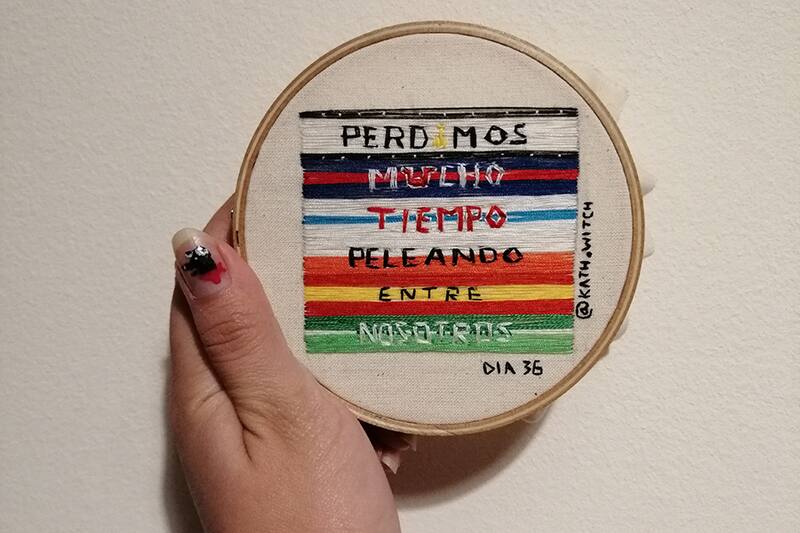 PERDIMOS
MUCHO
TIEMPO
PELEANDO
ENTRE
NOSOTROS
DIA 36
@KATH.WITCH